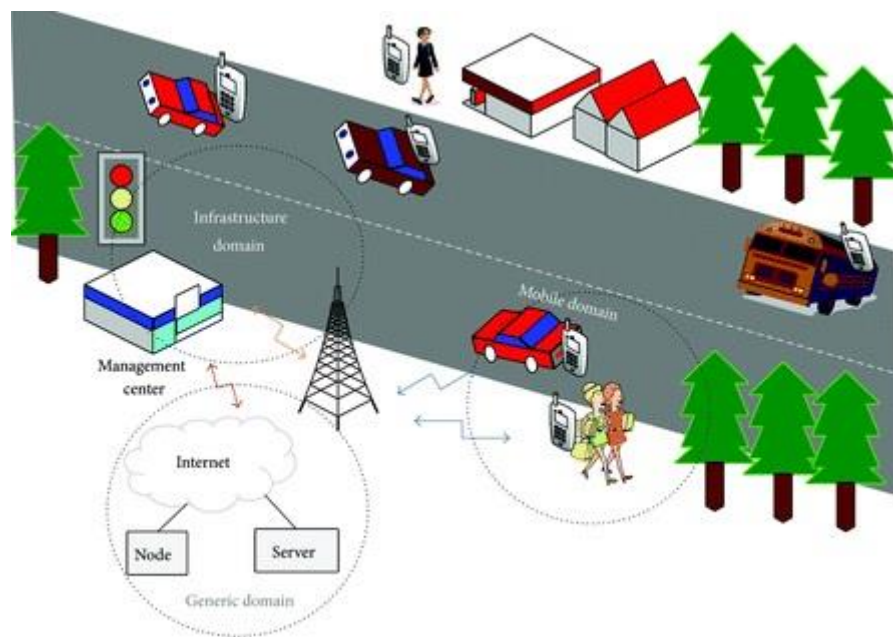 Infrastructure
domain
Mobile domain
Management
center
Internet
Node
Server
Generic domain